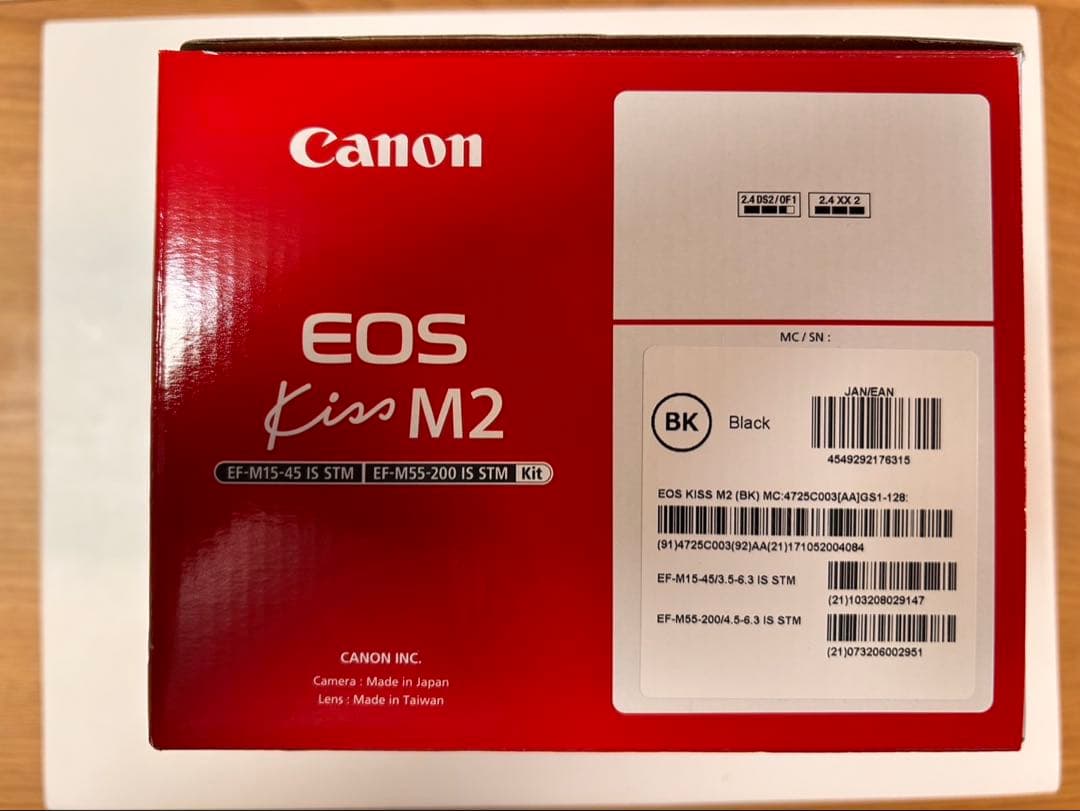 Canon
EOS
Kiss M2
EF-M15-45 IS STM EF-M55-200 IS STM Kit
CANON INC.
Camera : Made in Japan
Lens : Made in Taiwan
2.4 DS2/0F1 2.4 XX 2
MC / SN :
BK Black
JAN/EAN
4549292176315
EOS KISS M2 (BK) MC:4725C003[AA]GS1-128:
(91)4725C003(92)AA(21)171052004084
EF-M15-45/3.5-6.3 IS STM
(21)103208029147
EF-M55-200/4.5-6.3 IS STM
(21)073206002951